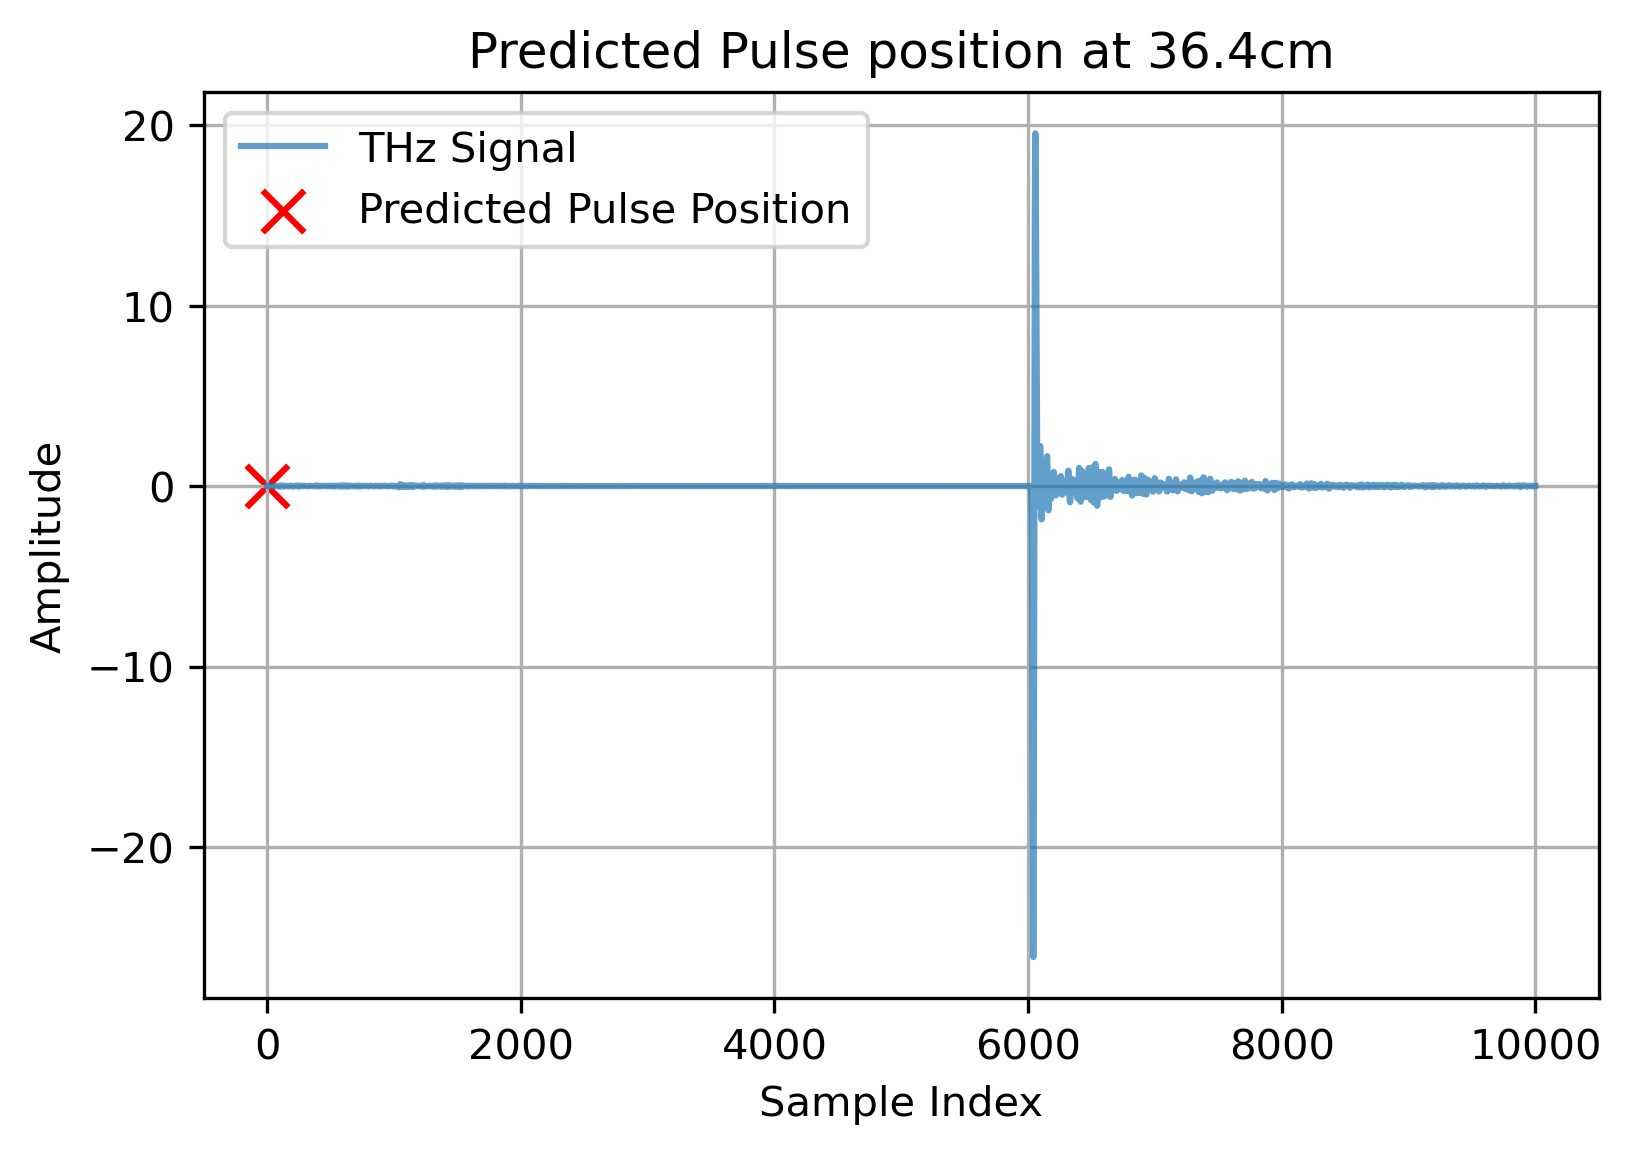 Predicted Pulse position at 36.4cm
THz Signal
Predicted Pulse Position
20
10
0
−10
−20
Amplitude
0 2000 4000 6000 8000 10000
Sample Index